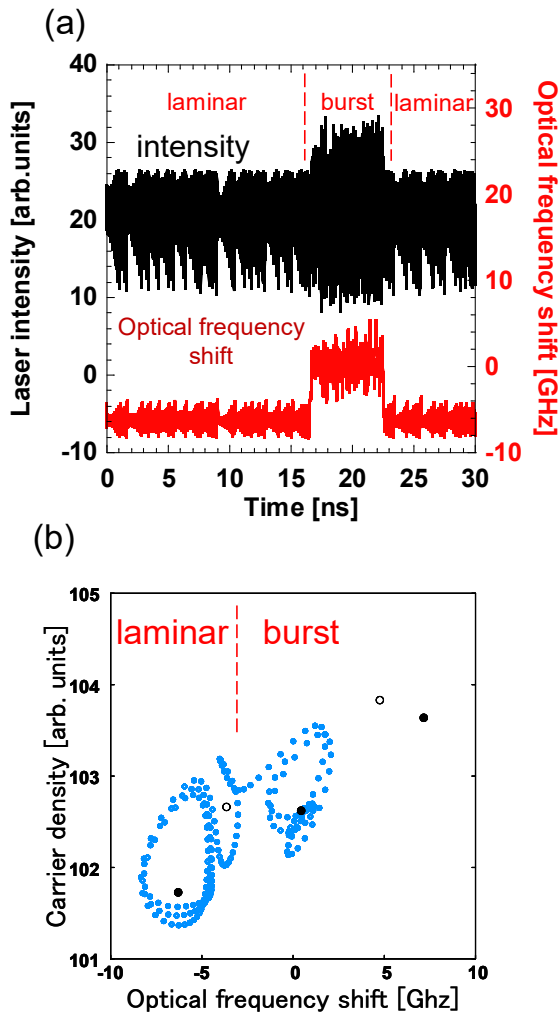 (a)
40
30
20
10
0
-10
Laser intensity [arb.units]
laminar
burst
laminar
intensity
Optical frequency
shift
30
20
10
0
-10
Optical frequency shift [GHz]
0
5
10
15
20
25
30
Time [ns]
(b)
105
104
103
102
101
Carrier density [arb. units]
laminar
burst
-10
-5
0
5
10
Optical frequency shift [Ghz]